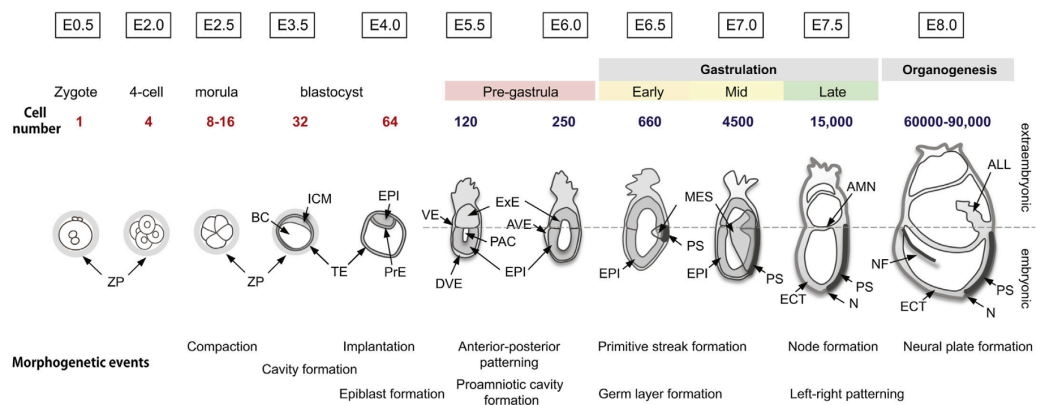 E0.5 E2.0 E2.5 E3.5 E4.0 E5.5 E6.0 E6.5 E7.0 E7.5 E8.0
Gastrulation Organogenesis
Zygote 4-cell morula blastocyst Pre-gastrula Early Mid Late
Cell
number 1 4 8-16 32 64 120 250 660 4500 15,000 60000-90,000
extraembryonic
embryonic
ZP
BC ICM
ZP
TE
EPI
PrE
VE
ExE
PAC
DVE
EPI
AVE
MES
PS
EPI
EPI
PS
AMN
PS
N
ECT
ALL
NF
PS
N
ECT
Morphogenetic events
Compaction
Cavity formation
Implantation
Epiblast formation
Anterior-posterior
patterning
Proamniotic cavity
formation
Primitive streak formation
Germ layer formation
Node formation
Left-right patterning
Neural plate formation